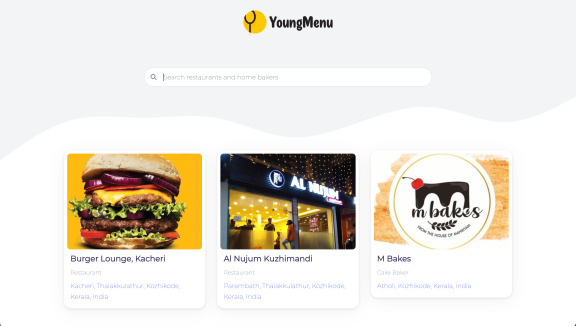 YoungMenu
Search restaurants and home bakers
AL NUJUM
m bakes
FROM THE HOUSE OF HAMNONNA
Burger Lounge, Kacheri
Al Nujum Kuzhimandi
M Bakes
Restaurant
Restaurant
Cake Baker
Kacheri, Thalakkulathur, Kozhikode,
Kerala, India
Parambath, Thalakkulathur, Kozhikode,
Kerala, India
Atholi, Kozhikode, Kerala, India